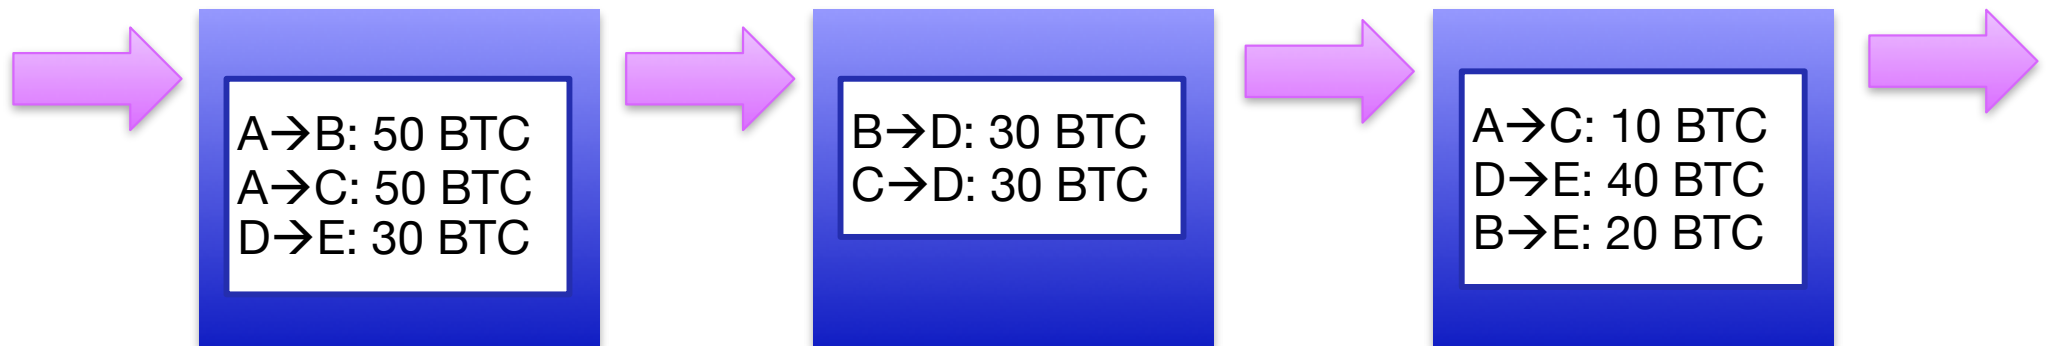 A→B: 50 BTC
A→C: 50 BTC
D→E: 30 BTC
B→D: 30 BTC
C→D: 30 BTC
A→C: 10 BTC
D→E: 40 BTC
B→E: 20 BTC